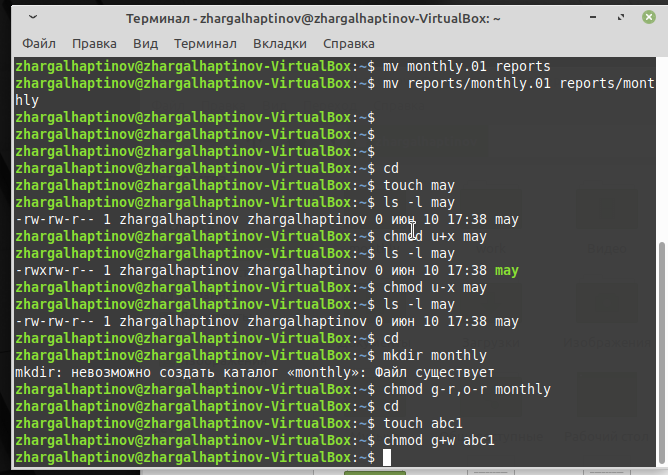 Терминал - zhargalhaptinov@zhargalhaptinov-VirtualBox: ~
Файл Правка Вид Терминал Вкладки Справка
zhargalhaptinov@zhargalhaptinov-VirtualBox:~$ mv monthly.01 reports
zhargalhaptinov@zhargalhaptinov-VirtualBox:~$ mv reports/monthly.01 reports/mont
hly
zhargalhaptinov@zhargalhaptinov-VirtualBox:~$
zhargalhaptinov@zhargalhaptinov-VirtualBox:~$
zhargalhaptinov@zhargalhaptinov-VirtualBox:~$
zhargalhaptinov@zhargalhaptinov-VirtualBox:~$ cd
zhargalhaptinov@zhargalhaptinov-VirtualBox:~$ touch may
zhargalhaptinov@zhargalhaptinov-VirtualBox:~$ ls -l may
-rw-rw-r-- 1 zhargalhaptinov zhargalhaptinov 0 июн 10 17:38 may
zhargalhaptinov@zhargalhaptinov-VirtualBox:~$ chmod u+x may
zhargalhaptinov@zhargalhaptinov-VirtualBox:~$ ls -l may
-rwxrw-r-- 1 zhargalhaptinov zhargalhaptinov 0 июн 10 17:38 may
zhargalhaptinov@zhargalhaptinov-VirtualBox:~$ chmod u-x may
zhargalhaptinov@zhargalhaptinov-VirtualBox:~$ ls -l may
-rw-rw-r-- 1 zhargalhaptinov zhargalhaptinov 0 июн 10 17:38 may
zhargalhaptinov@zhargalhaptinov-VirtualBox:~$ cd
zhargalhaptinov@zhargalhaptinov-VirtualBox:~$ mkdir monthly
mkdir: невозможно создать каталог «monthly»: Файл существует
zhargalhaptinov@zhargalhaptinov-VirtualBox:~$ chmod g-r,o-r monthly
zhargalhaptinov@zhargalhaptinov-VirtualBox:~$ cd
zhargalhaptinov@zhargalhaptinov-VirtualBox:~$ touch abc1
zhargalhaptinov@zhargalhaptinov-VirtualBox:~$ chmod g+w abc1
zhargalhaptinov@zhargalhaptinov-VirtualBox:~$